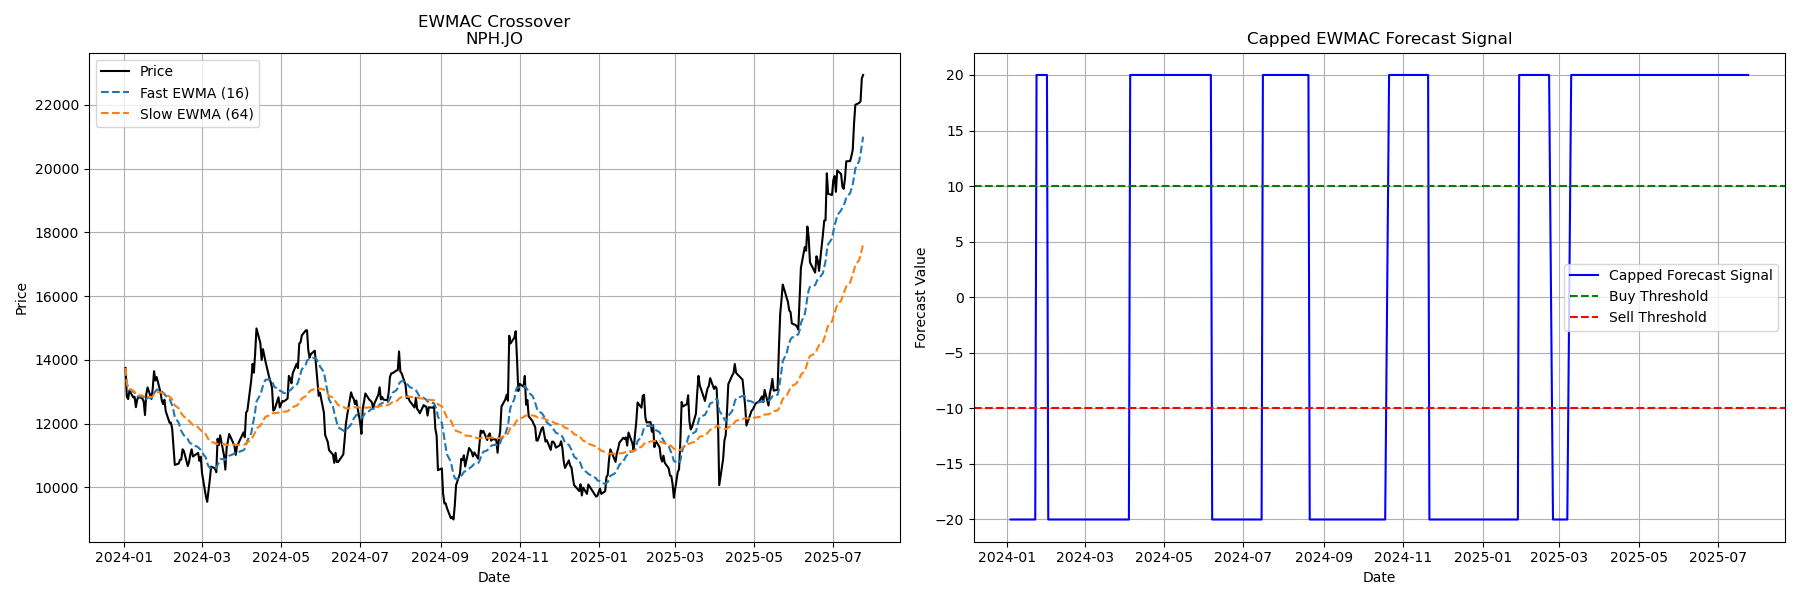 EWMAC Crossover
NPH.JO
Price
Fast EWMA (16)
Slow EWMA (64)
22000
20000
18000
16000
14000
12000
10000
Price
2024-01 2024-03 2024-05 2024-07 2024-09 2024-11 2025-01 2025-03 2025-05 2025-07
Date
Capped EWMAC Forecast Signal
20
15
10
5
0
−5
−10
−15
−20
Forecast Value
Capped Forecast Signal
Buy Threshold
Sell Threshold
2024-01 2024-03 2024-05 2024-07 2024-09 2024-11 2025-01 2025-03 2025-05 2025-07
Date